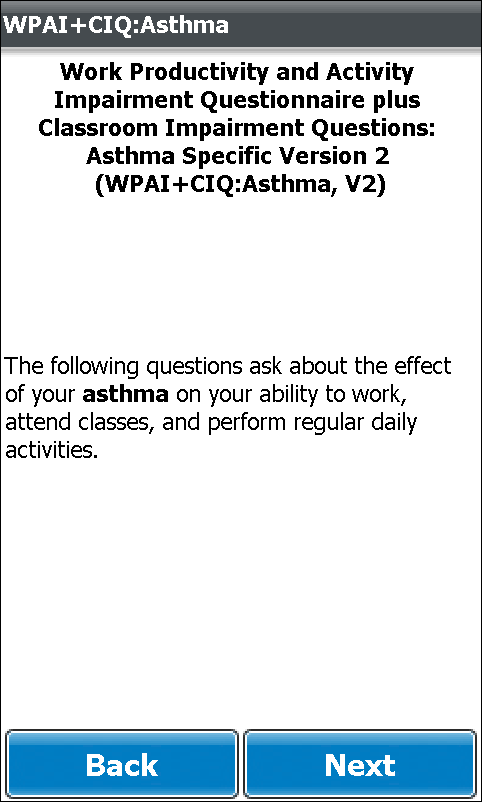 WPAI+CIQ:Asthma
Work Productivity and Activity
Impairment Questionnaire plus
Classroom Impairment Questions:
Asthma Specific Version 2
(WPAI+CIQ:Asthma, V2)
The following questions ask about the effect
of your asthma on your ability to work,
attend classes, and perform regular daily
activities.
Back
Next